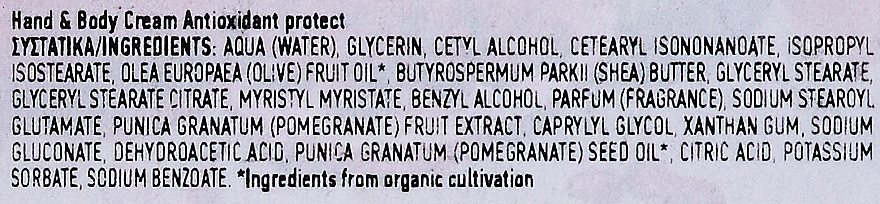 Hand & Body Cream Antioxidant protect
ΣΥΣΤΑΤΙΚΑ/INGREDIENTS: AQUA (WATER), GLYCERIN, CETYL ALCOHOL, CETEARYL ISONONANOATE, ISOPROPYL
ISOSTEARATE, OLEA EUROPAEA (OLIVE) FRUIT OIL*, BUTYROSPERMUM PARKII (SHEA) BUTTER, GLYCERYL STEARATE,
GLYCERYL STEARATE CITRATE, MYRISTYL MYRISTATE, BENZYL ALCOHOL, PARFUM (FRAGRANCE), SODIUM STEAROYL
GLUTAMATE, PUNICA GRANATUM (POMEGRANATE) FRUIT EXTRACT, CAPRYLYL GLYCOL, XANTHAN GUM, SODIUM
GLUCONATE, DEHYDROACETIC ACID, PUNICA GRANATUM (POMEGRANATE) SEED OIL*, CITRIC ACID, POTASSIUM
SORBATE, SODIUM BENZOATE. *Ingredients from organic cultivation